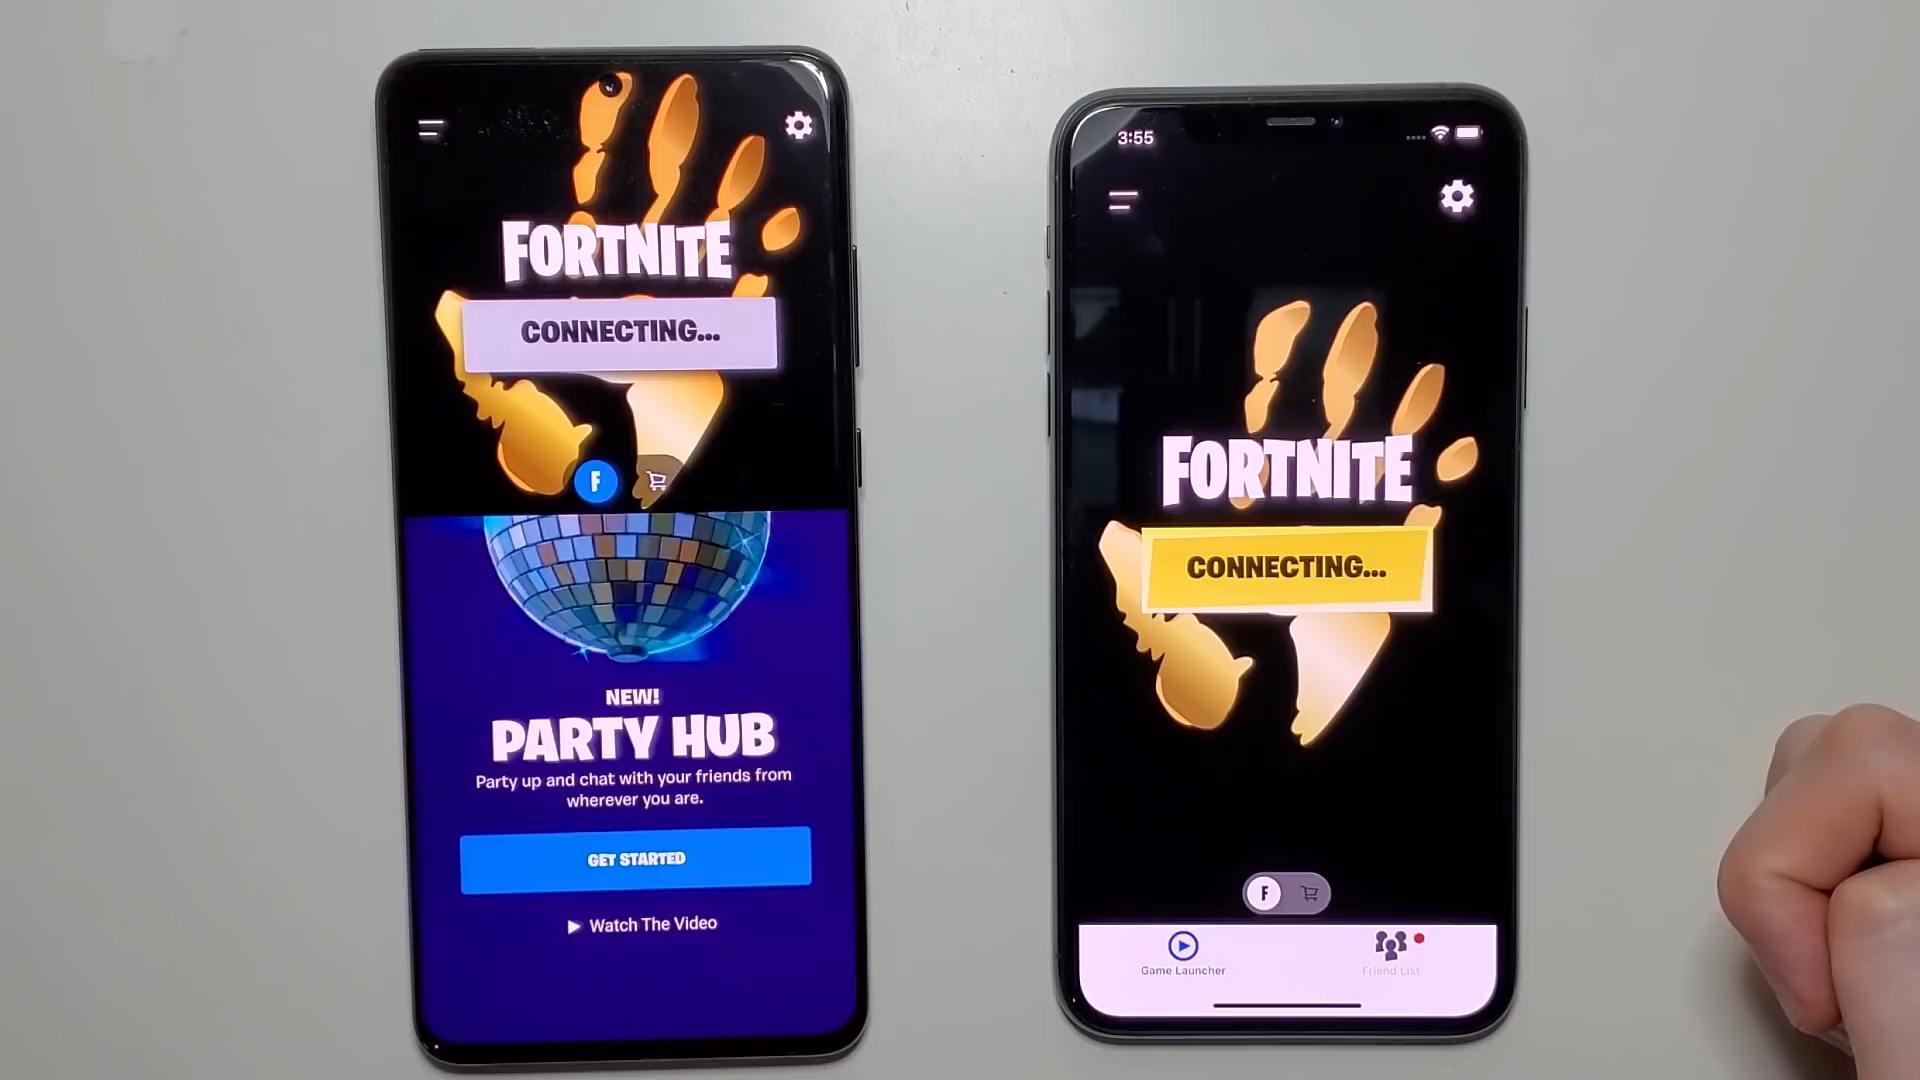 FORTNITE
CONNECTING...
F
NEW!
PARTY HUB
Party up and chat with your friends from
wherever you are.
GET STARTED
Watch The Video
3:55
FORTNITE
CONNECTING...
F
Game Launcher
Friend List